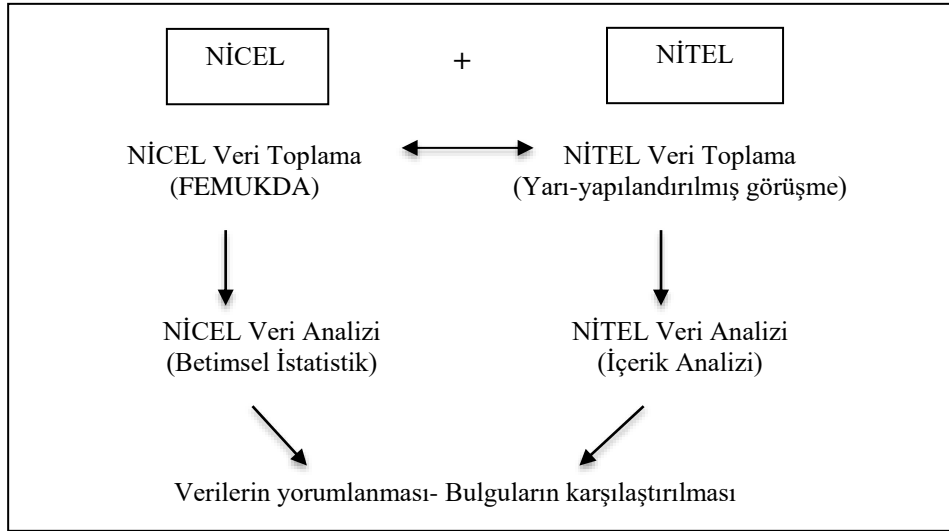 NİCEL + NİTEL
NİCEL Veri Toplama
(FEMUKDA)
NİTEL Veri Toplama
(Yarı-yapılandırılmış görüşme)
NİCEL Veri Analizi
(Betimsel İstatistik)
NİTEL Veri Analizi
(İçerik Analizi)
Verilerin yorumlanması- Bulguların karşılaştırılması